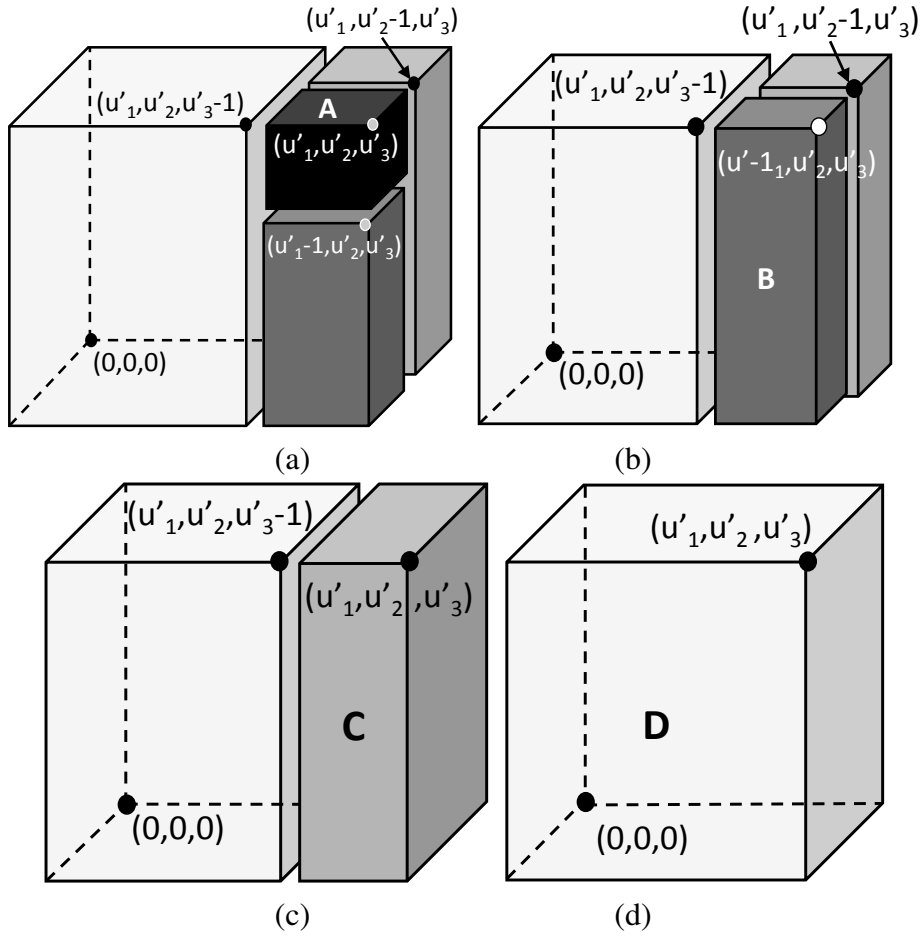 (u'₁,u'₂-1,u'₃)
(u'₁,u'₂,u'₃-1)
A
(u'₁,u'₂,u'₃)
(u'₁-1,u'₂,u'₃)
(0,0,0)
(a)
(u'₁,u'₂-1,u'₃)
(u'₁,u'₂,u'₃-1)
(u'-1₁,u'₂,u'₃)
B
(0,0,0)
(b)
(u'₁,u'₂,u'₃-1)
(u'₁,u'₂,u'₃)
C
(0,0,0)
(c)
(u'₁,u'₂,u'₃)
D
(0,0,0)
(d)